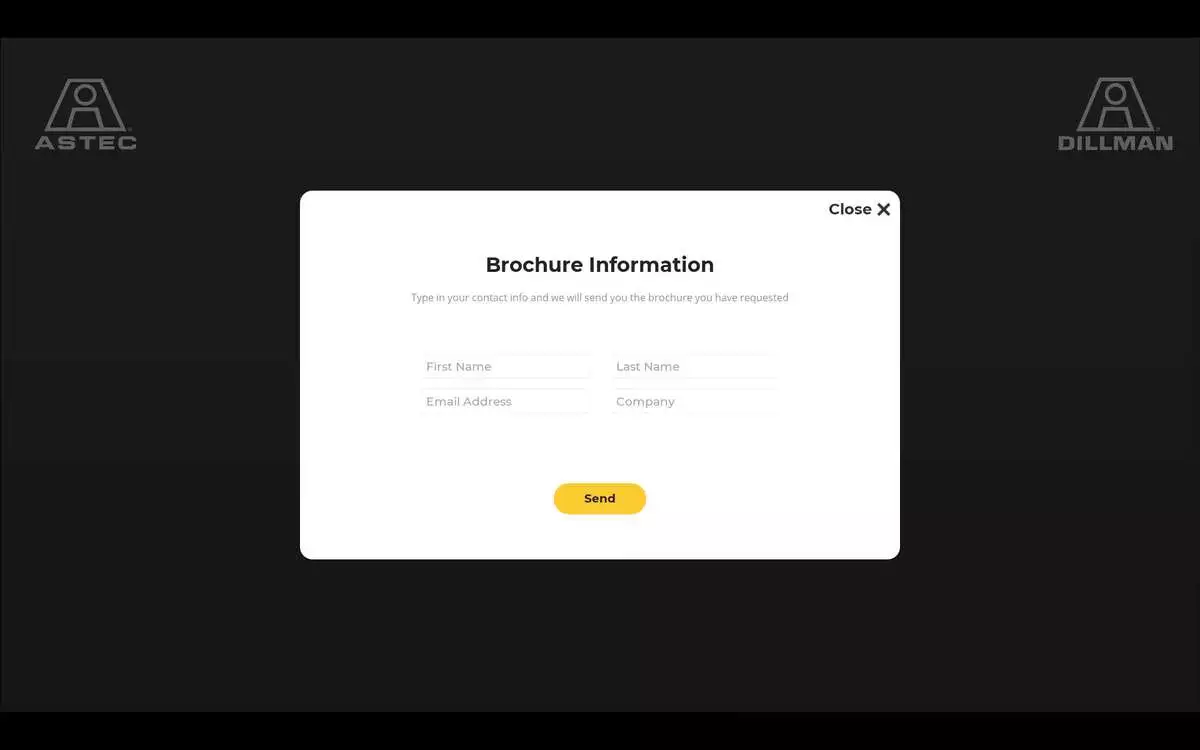 ASTEC
DILLMAN
Close
Brochure Information
Type in your contact info and we will send you the brochure you have requested
First Name
Last Name
Email Address
Company
Send